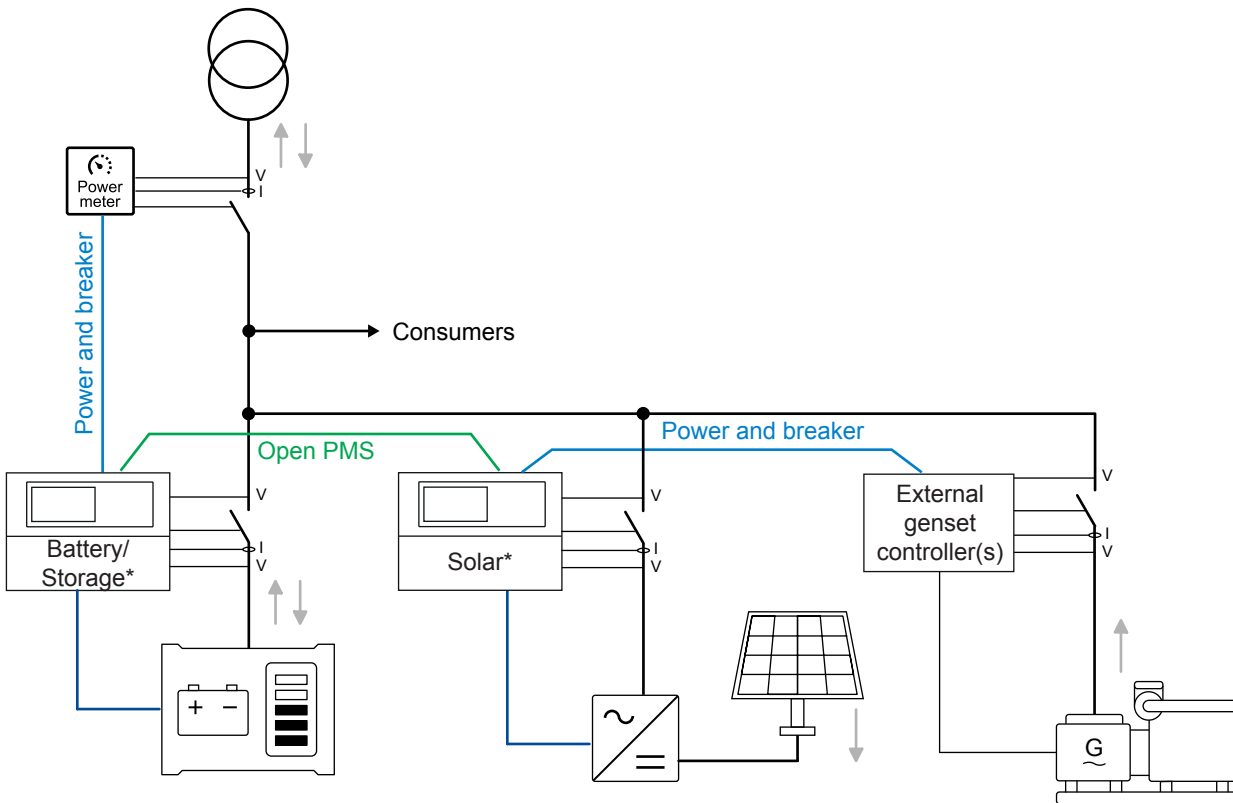 V
I
Power
meter
Power and breaker
Consumers
Open PMS
Power and breaker
V
Battery/
Storage*
I
V
V
Solar*
I
V
External
genset
controller(s)
V
I
V
+ −
G